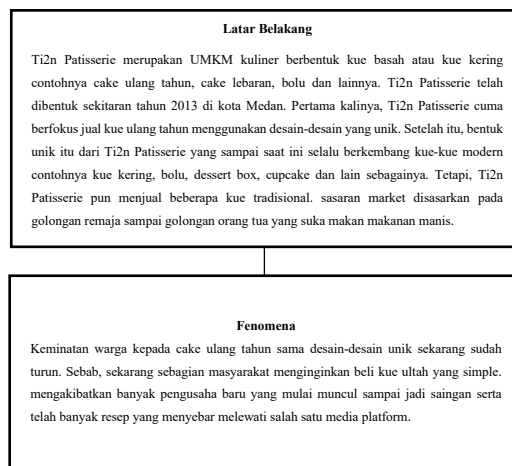 Latar Belakang
Ti2n Patisserie merupakan UMKM kuliner berbentuk kue basah atau kue kering
contohnya cake ulang tahun, cake lebaran, bolu dan lainnya. Ti2n Patisserie telah
dibentuk sekitaran tahun 2013 di kota Medan. Pertama kalinya, Ti2n Patisserie cuma
berfokus jual kue ulang tahun menggunakan desain-desain yang unik. Setelah itu, bentuk
unik itu dari Ti2n Patisserie yang sampai saat ini selalu berkembang kue-kue modern
contohnya kue kering, bolu, dessert box, cupcake dan lain sebagainya. Tetapi, Ti2n
Patisserie pun menjual beberapa kue tradisional. sasaran market disasarkan pada
golongan remaja sampai golongan orang tua yang suka makan makanan manis.
Fenomena
Keminatan warga kepada cake ulang tahun sama desain-desain unik sekarang sudah
turun. Sebab, sekarang sebagian masyarakat menginginkan beli kue ultah yang simple.
mengakibatkan banyak pengusaha baru yang mulai muncul sampai jadi saingan serta
telah banyak resep yang menyebar melewati salah satu media platform.